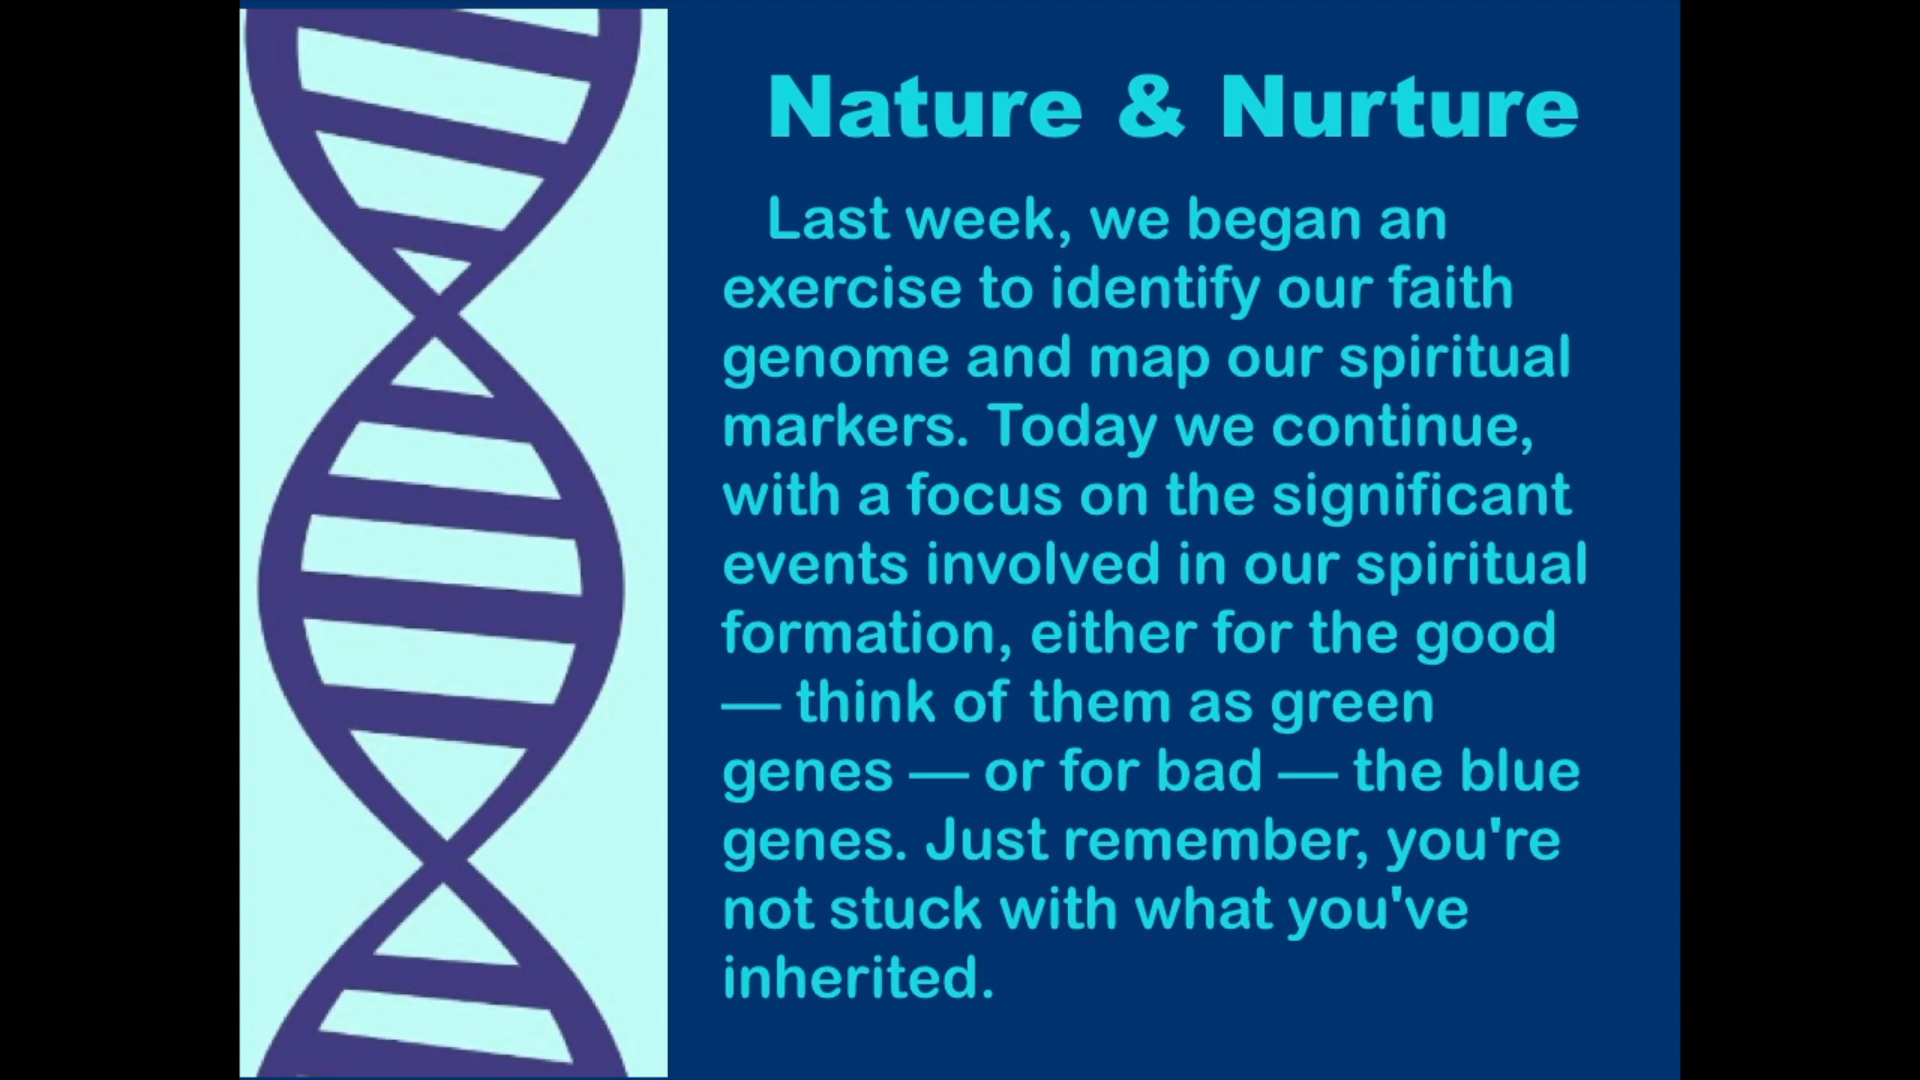 Nature & Nurture
Last week, we began an
exercise to identify our faith
genome and map our spiritual
markers. Today we continue,
with a focus on the significant
events involved in our spiritual
formation, either for the good
— think of them as green
genes — or for bad — the blue
genes. Just remember, you're
not stuck with what you've
inherited.